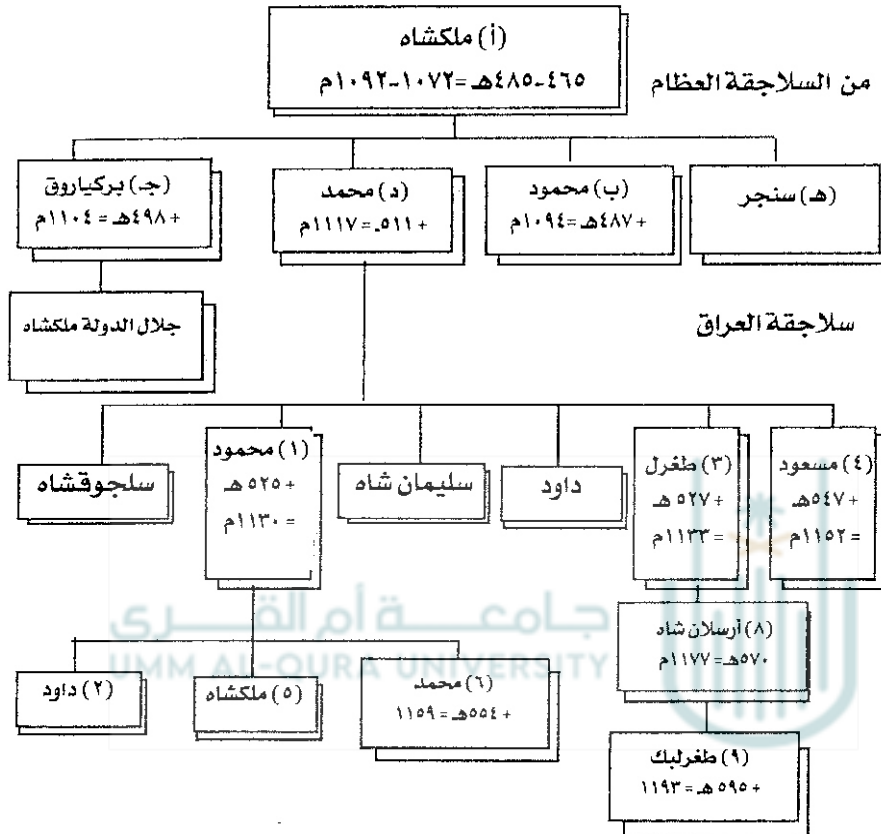 (أ) ملكشاه
٤٦٥-٤٨٥هـ =١٠٧٢-١٠٩٢م
من السلاجقة العظام
(هـ) سنجر
(ب) محمود
+ ٤٨٧هـ = ١٠٩٤م
(د) محمد
+ ٥١١هـ = ١١١٧م
(جـ) بركياروق
+ ٤٩٨هـ = ١١٠٤م
جلال الدولة ملكشاه
سلاجقة العراق
(٤) مسعود
+ ٥٤٧هـ
= ١١٥٢م
(٣) طغرل
+ ٥٢٧ هـ
= ١١٣٣م
داود
سليمان شاه
(١) محمود
+ ٥٢٥ هـ
= ١١٣٠م
سلجوقشاه
جامعة أم القرى
UMM AL-QURA UNIVERSITY
(٨) أرسلان شاه
٥٧٠هـ = ١١٧٧م
(٦) محمد
+ ٥٥٤هـ = ١١٥٩
(٥) ملكشاه
(٢) داود
(٩) طغرلبك
+ ٥٩٥ هـ = ١١٩٣